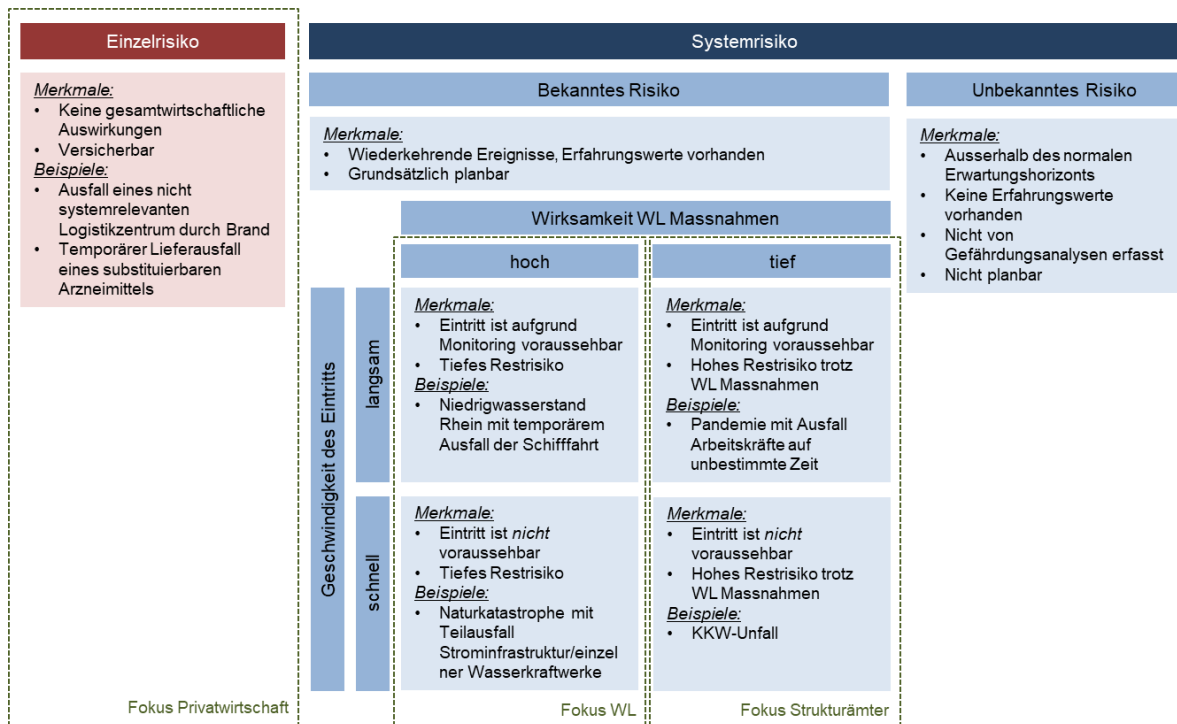 Einzelrisiko
Merkmale:
• Keine gesamtwirtschaftliche
Auswirkungen
• Versicherbar
Beispiele:
• Ausfall eines nicht
systemrelevanten
Logistikzentrum durch Brand
• Temporärer Lieferausfall
eines substituierbaren
Arzneimittels
Fokus Privatwirtschaft
Systemrisiko
Bekanntes Risiko
Merkmale:
• Wiederkehrende Ereignisse, Erfahrungswerte vorhanden
• Grundsätzlich planbar
Wirksamkeit WL Massnahmen
hoch
tief
Geschwindigkeit des Eintritts
langsam
Merkmale:
• Eintritt ist aufgrund
Monitoring voraussehbar
• Tiefes Restrisiko
Beispiele:
• Niedrigwasserstand
Rhein mit temporärem
Ausfall der Schifffahrt
Merkmale:
• Eintritt ist aufgrund
Monitoring voraussehbar
• Hohes Restrisiko trotz
WL Massnahmen
Beispiele:
• Pandemie mit Ausfall
Arbeitskräfte auf
unbestimmte Zeit
schnell
Merkmale:
• Eintritt ist nicht
voraussehbar
• Tiefes Restrisiko
Beispiele:
• Naturkatastrophe mit
Teilausfall
Strominfrastruktur/einzel
ner Wasserkraftwerke
Merkmale:
• Eintritt ist nicht
voraussehbar
• Hohes Restrisiko trotz
WL Massnahmen
Beispiele:
• KKW-Unfall
Fokus WL
Fokus Strukturämter
Unbekanntes Risiko
Merkmale:
• Ausserhalb des normalen
Erwartungshorizonts
• Keine Erfahrungswerte
vorhanden
• Nicht von
Gefährdungsanalysen erfasst
• Nicht planbar